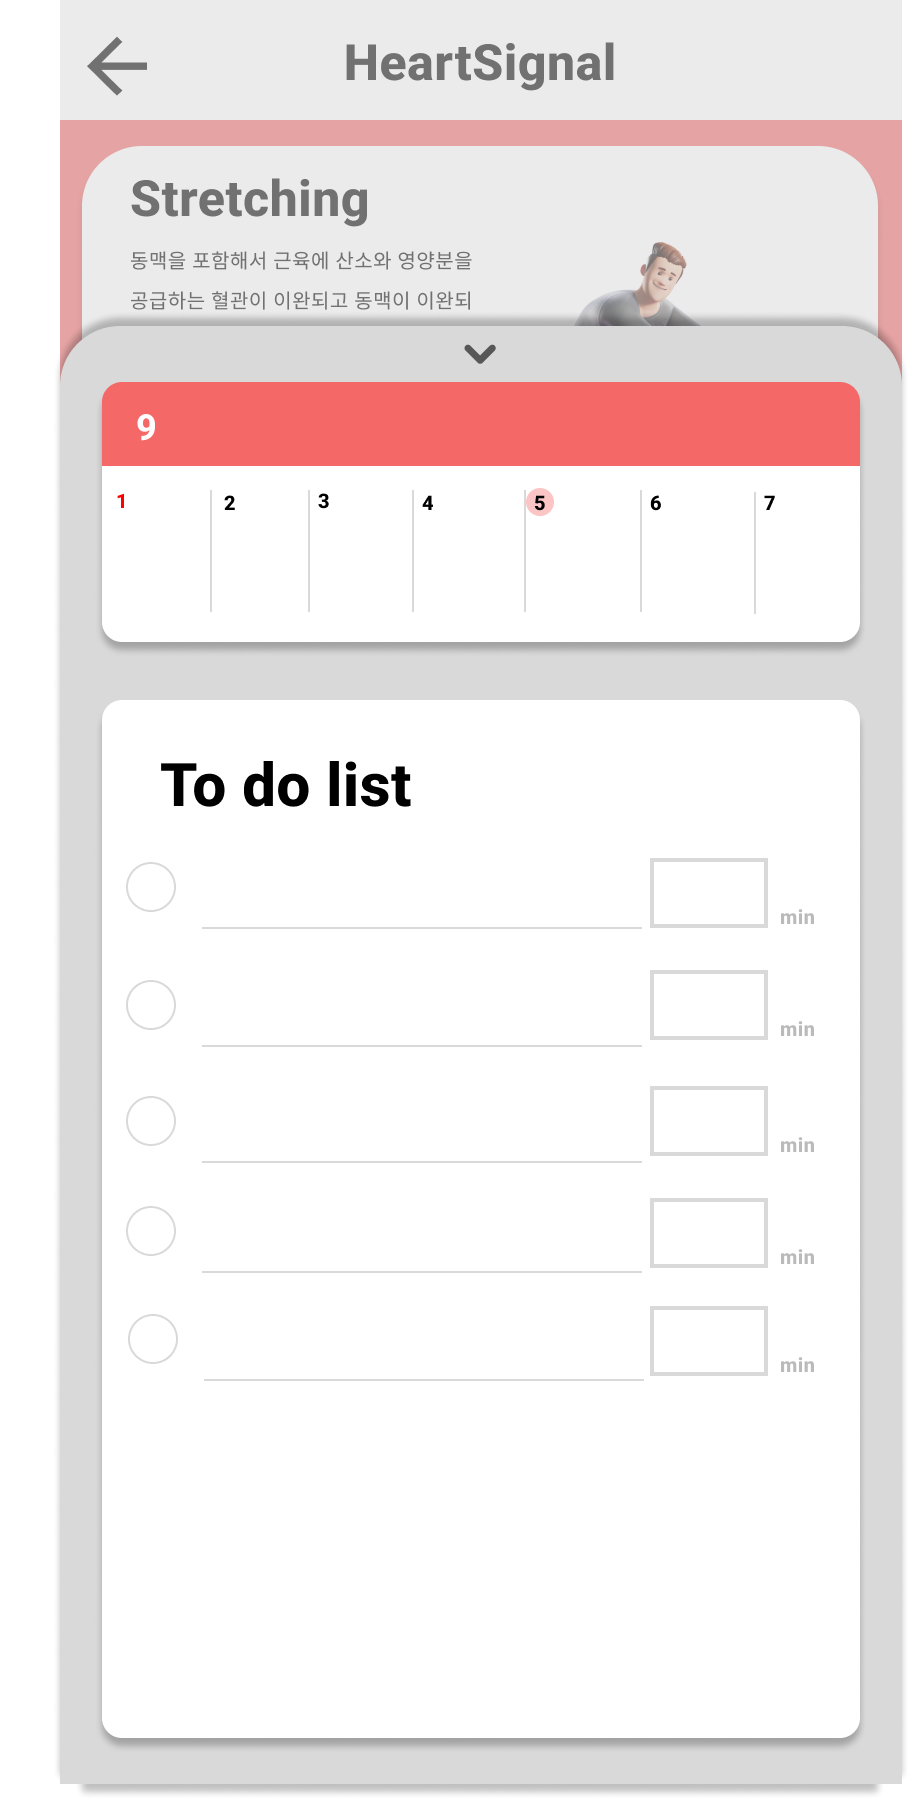 HeartSignal
Stretching
동맥을 포함해서 근육에 산소와 영양분을
공급하는 혈관이 이완되고 동맥이 이완되
9
1 2 3 4 5 6 7
To do list
min
min
min
min
min